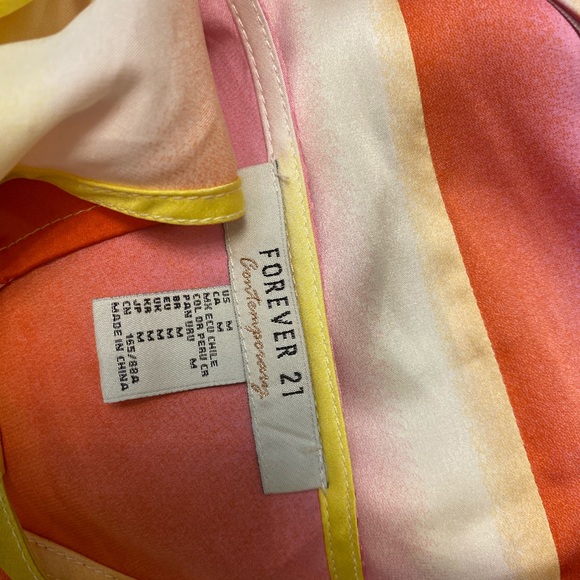 FOREVER 21
Contemporary
US M
CA M
MX ECU CHILE
COL DR PERU CR
PAN URU M
BR M
EU M
UK M
KR M
JP M
CN 165/88A
MADE IN CHINA